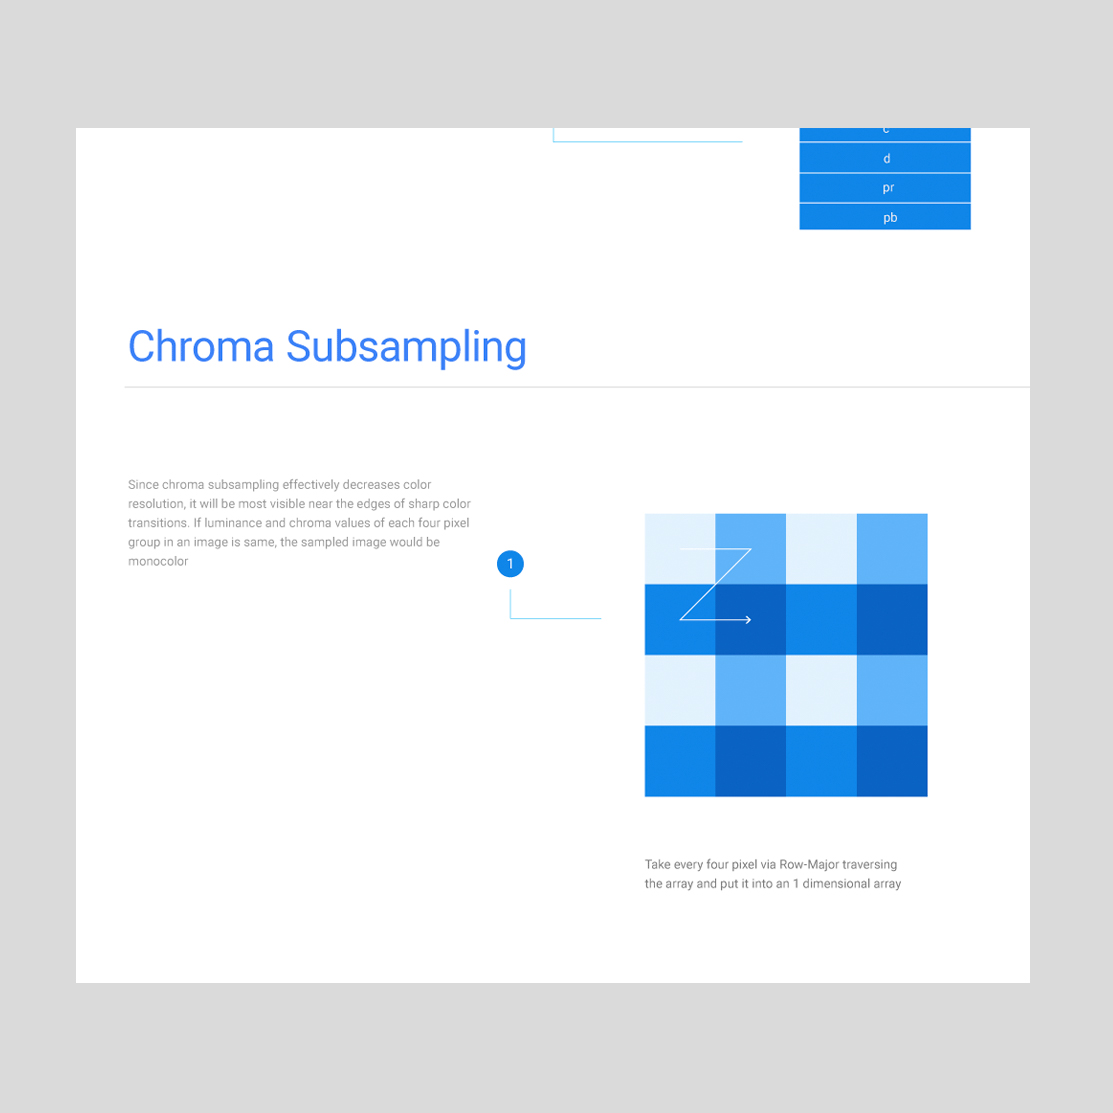 c
d
pr
pb
Chroma Subsampling
Since chroma subsampling effectively decreases color
resolution, it will be most visible near the edges of sharp color
transitions. If luminance and chroma values of each four pixel
group in an image is same, the sampled image would be
monocolor
1
Take every four pixel via Row-Major traversing
the array and put it into an 1 dimensional array